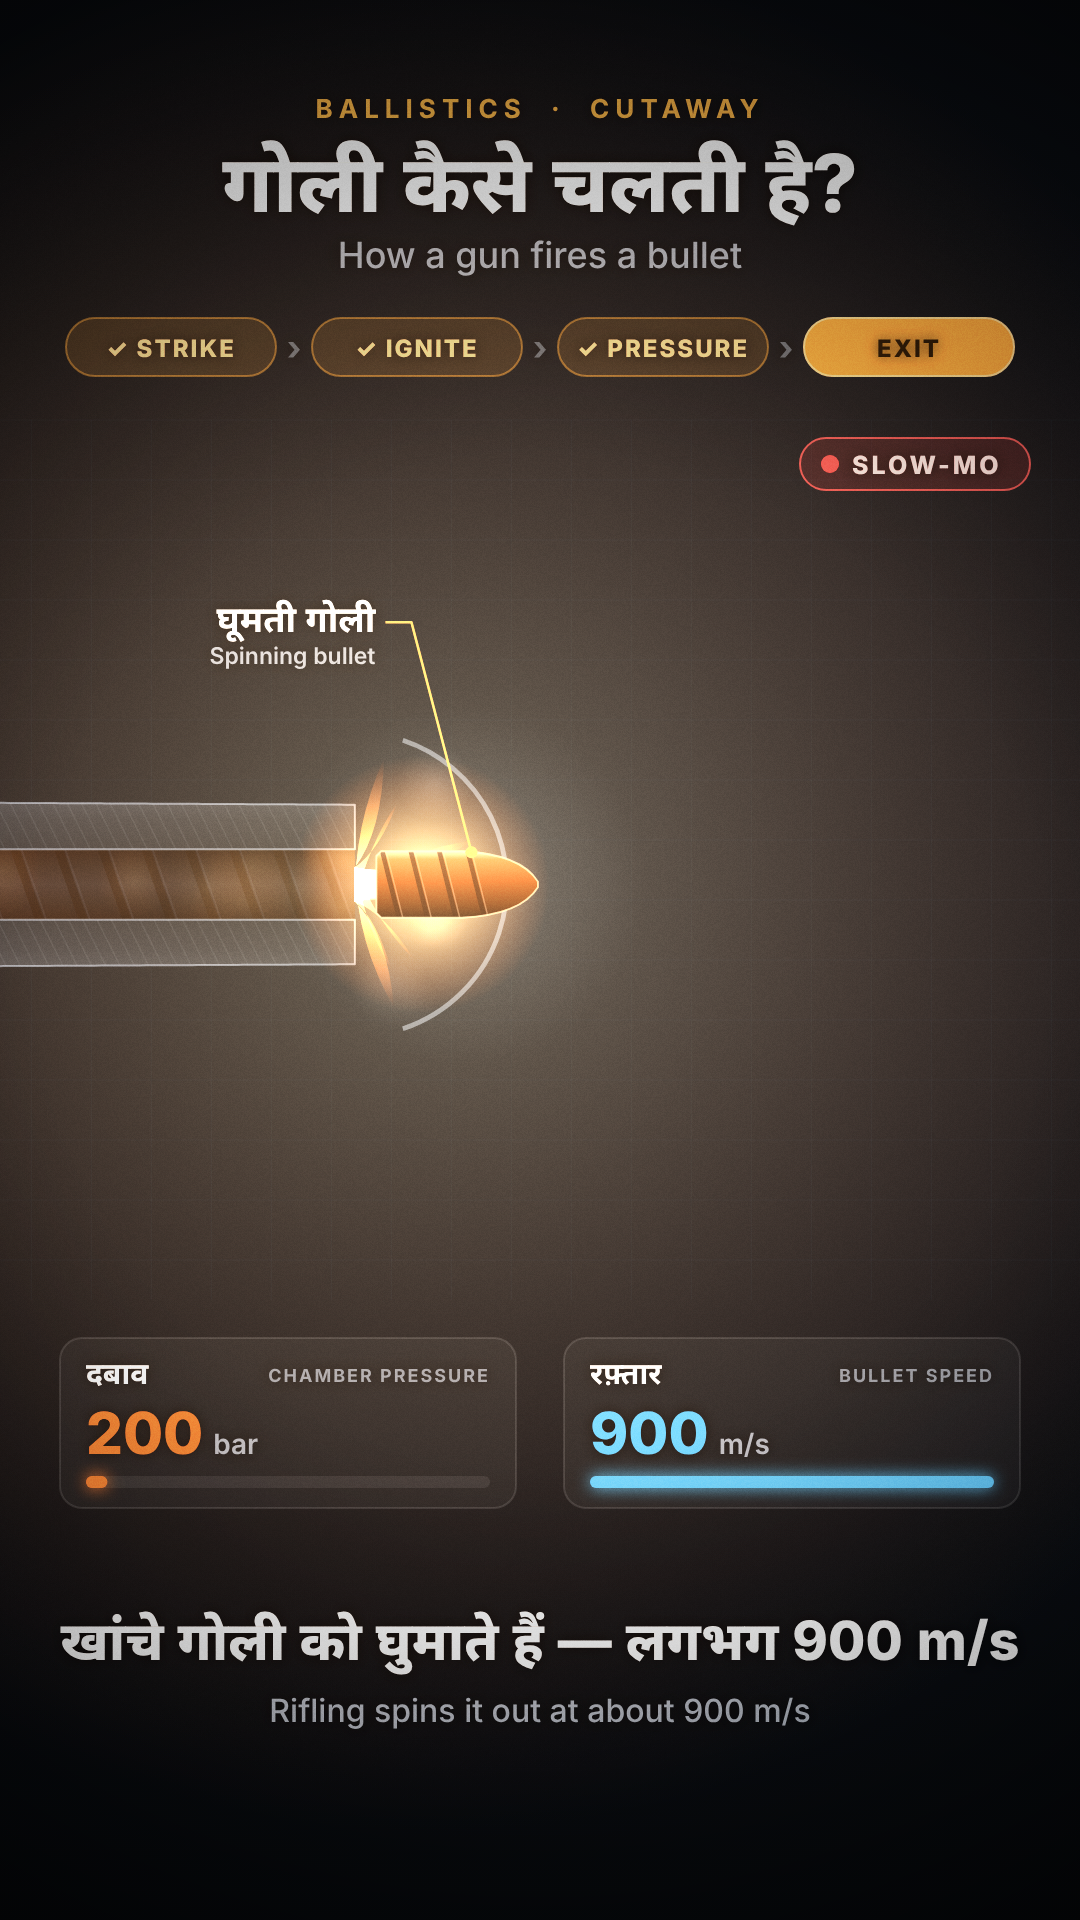 BALLISTICS · CUTAWAY
गोली कैसे चलती है?
How a gun fires a bullet
✓ STRIKE › ✓ IGNITE › ✓ PRESSURE › EXIT
SLOW-MO
घूमती गोली
Spinning bullet
दबाव CHAMBER PRESSURE
200 bar
रफ़्तार BULLET SPEED
900 m/s
खांचे गोली को घुमाते हैं — लगभग 900 m/s
Rifling spins it out at about 900 m/s